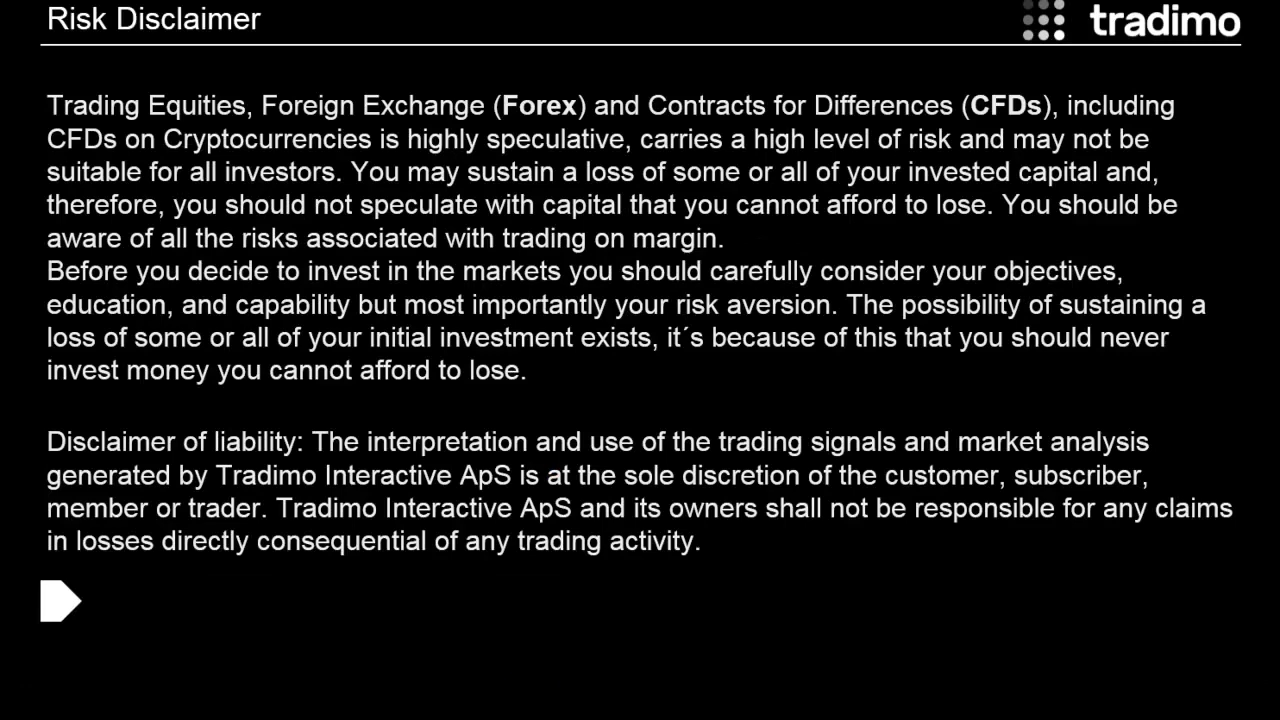 Risk Disclaimer
tradimo
Trading Equities, Foreign Exchange (Forex) and Contracts for Differences (CFDs), including
CFDs on Cryptocurrencies is highly speculative, carries a high level of risk and may not be
suitable for all investors. You may sustain a loss of some or all of your invested capital and,
therefore, you should not speculate with capital that you cannot afford to lose. You should be
aware of all the risks associated with trading on margin.
Before you decide to invest in the markets you should carefully consider your objectives,
education, and capability but most importantly your risk aversion. The possibility of sustaining a
loss of some or all of your initial investment exists, it´s because of this that you should never
invest money you cannot afford to lose.
Disclaimer of liability: The interpretation and use of the trading signals and market analysis
generated by Tradimo Interactive ApS is at the sole discretion of the customer, subscriber,
member or trader. Tradimo Interactive ApS and its owners shall not be responsible for any claims
in losses directly consequential of any trading activity.